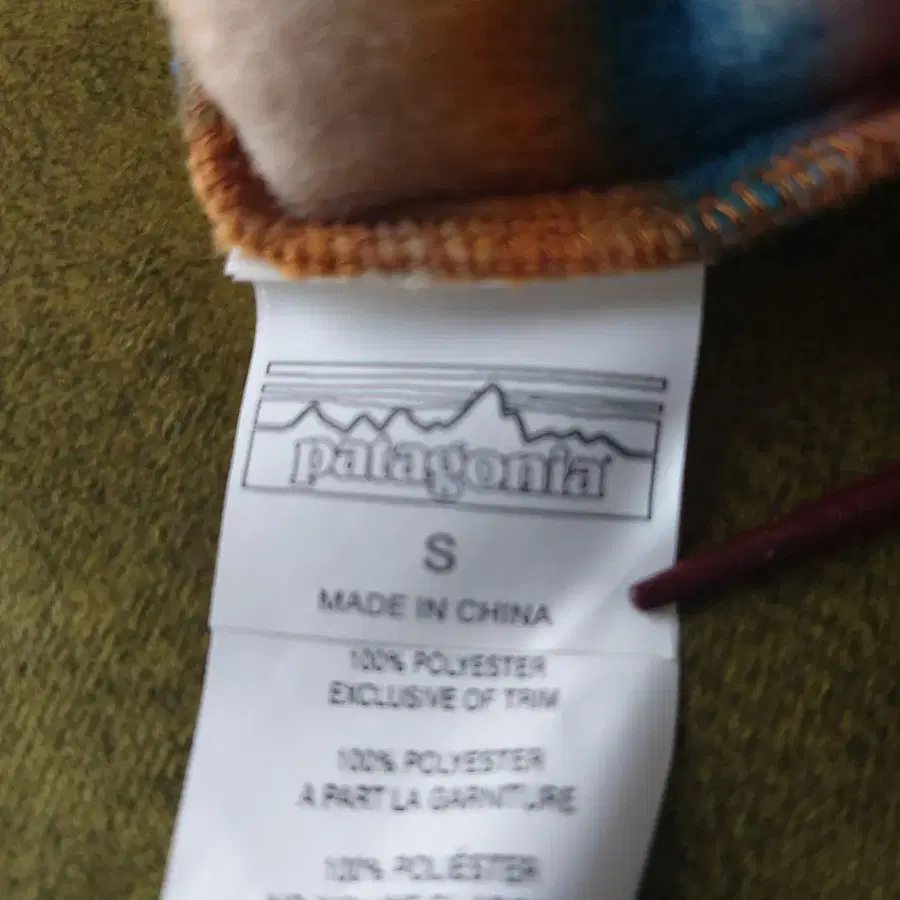 patagonia
S
MADE IN CHINA
100% POLYESTER
EXCLUSIVE OF TRIM
100% POLYESTER
A PART LA GARNITURE
100% POLIÉSTER